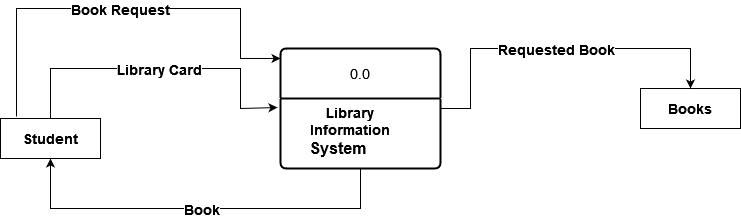 Book Request
Library Card
Requested Book
0.0
Library
Information
System
Student
Books
Book